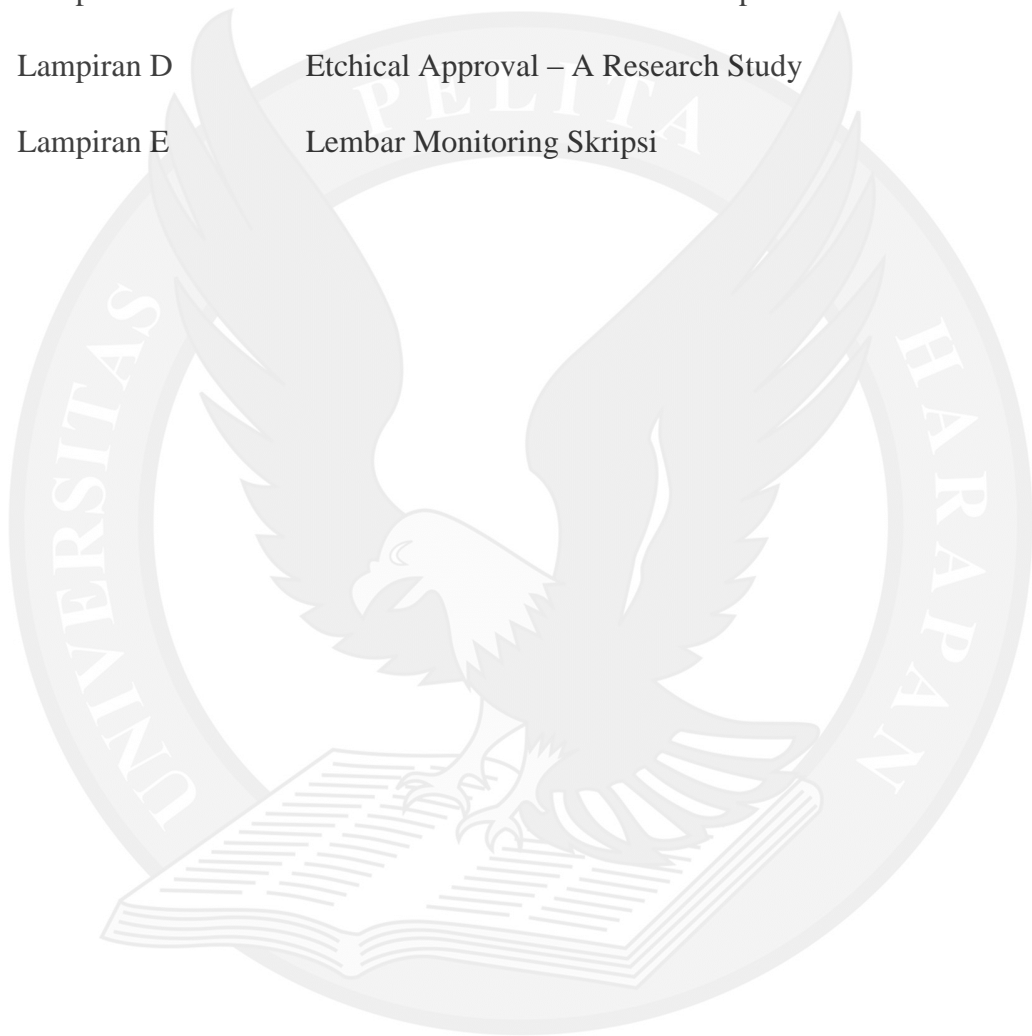 Lampiran D Etchical Approval – A Research Study
Lampiran E Lembar Monitoring Skripsi
UNIVERSITAS PELITA HARAPAN